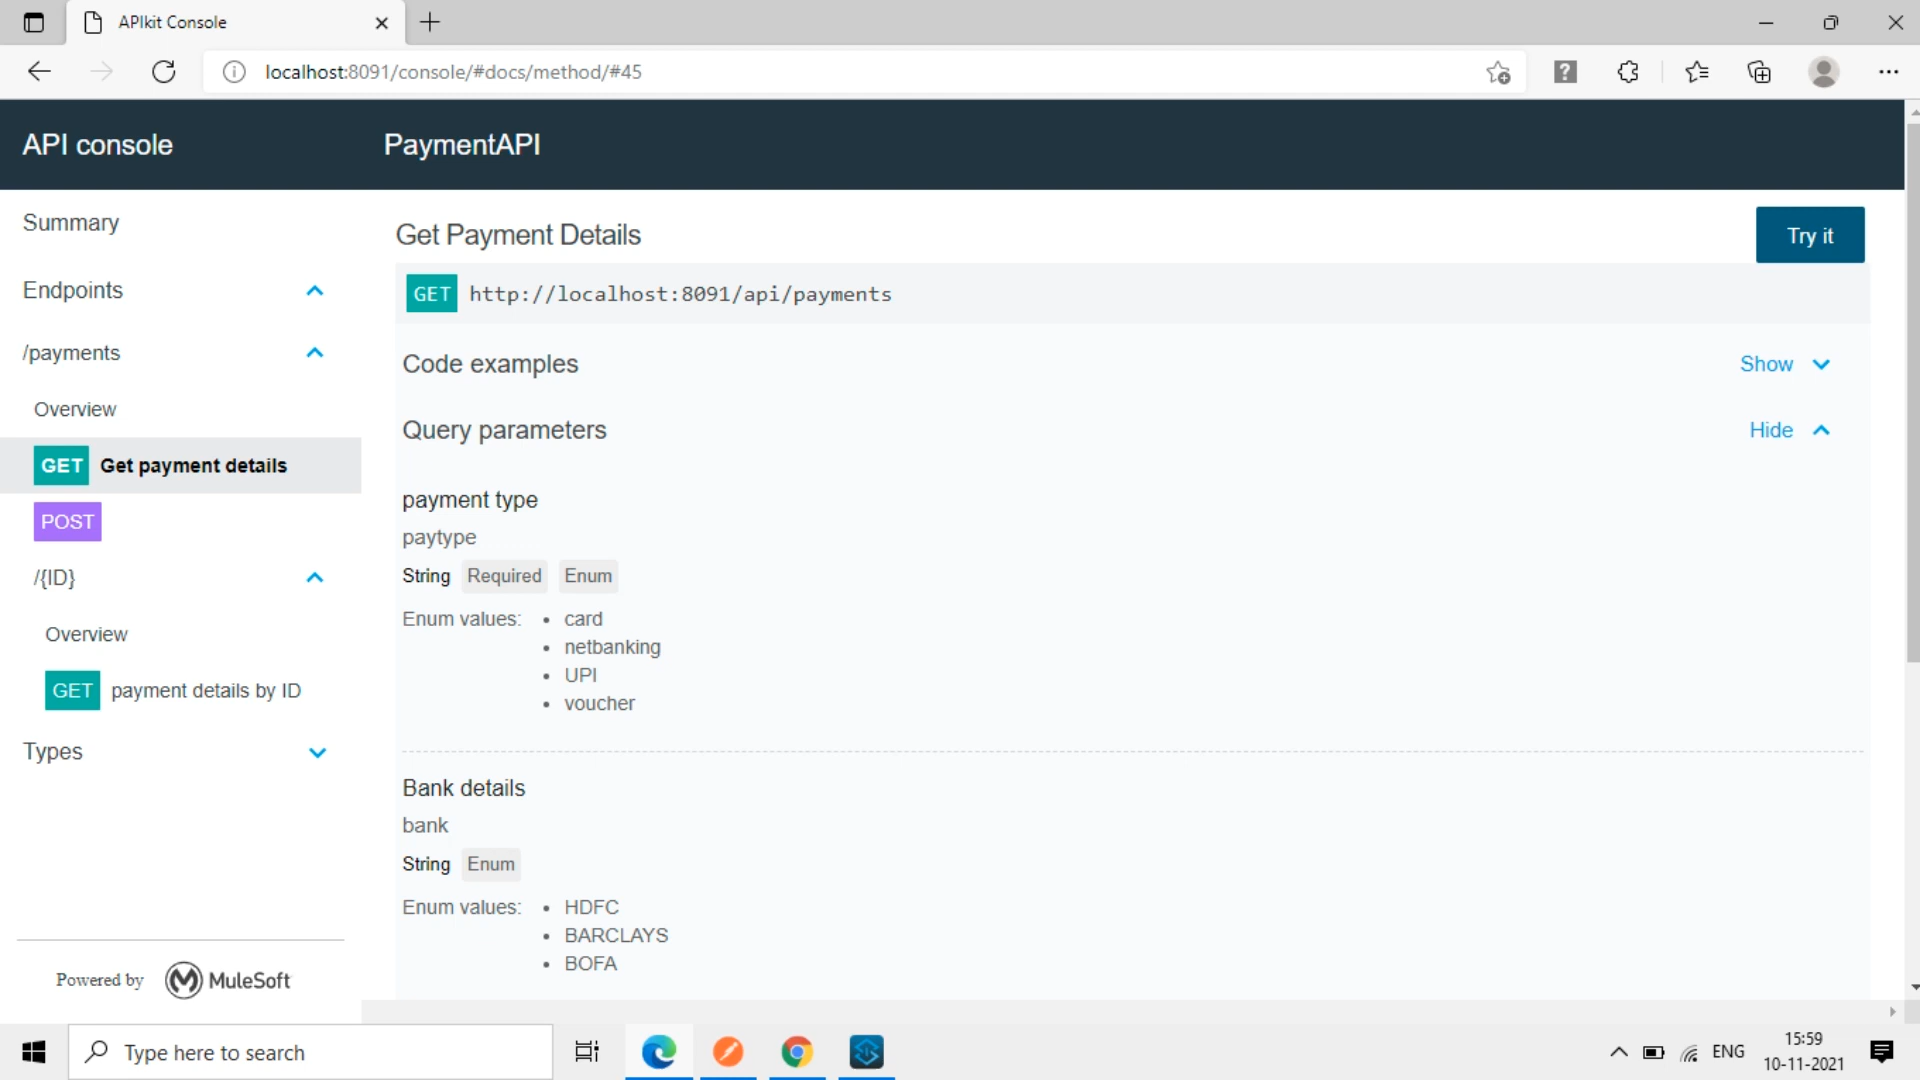 APIkit Console
localhost:8091/console/#docs/method/#45
API console
PaymentAPI
Summary
Endpoints
/payments
Overview
GET Get payment details
POST
/{ID}
Overview
GET payment details by ID
Types
Powered by MuleSoft
Get Payment Details
Try it
GET http://localhost:8091/api/payments
Code examples
Show
Query parameters
Hide
payment type
paytype
String Required Enum
Enum values: • card
• netbanking
• UPI
• voucher
Bank details
bank
String Enum
Enum values: • HDFC
• BARCLAYS
• BOFA
Type here to search
ENG
15:59
10-11-2021